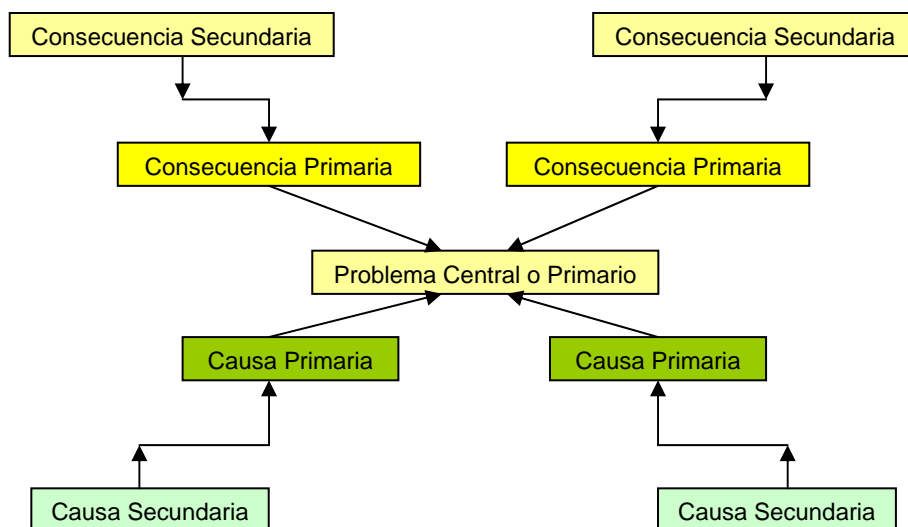 Consecuencia Secundaria
Consecuencia Secundaria
Consecuencia Primaria
Consecuencia Primaria
Problema Central o Primario
Causa Primaria
Causa Primaria
Causa Secundaria
Causa Secundaria